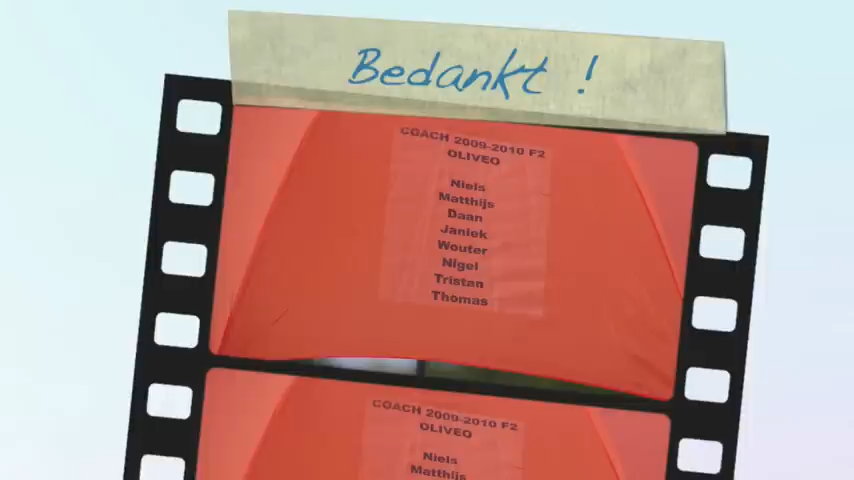 Bedankt !
COACH 2009-2010 F2
OLIVEO
Niels
Matthijs
Daan
Janiek
Wouter
Nigel
Tristan
Thomas
COACH 2009-2010 F2
OLIVEO
Niels
Matthijs